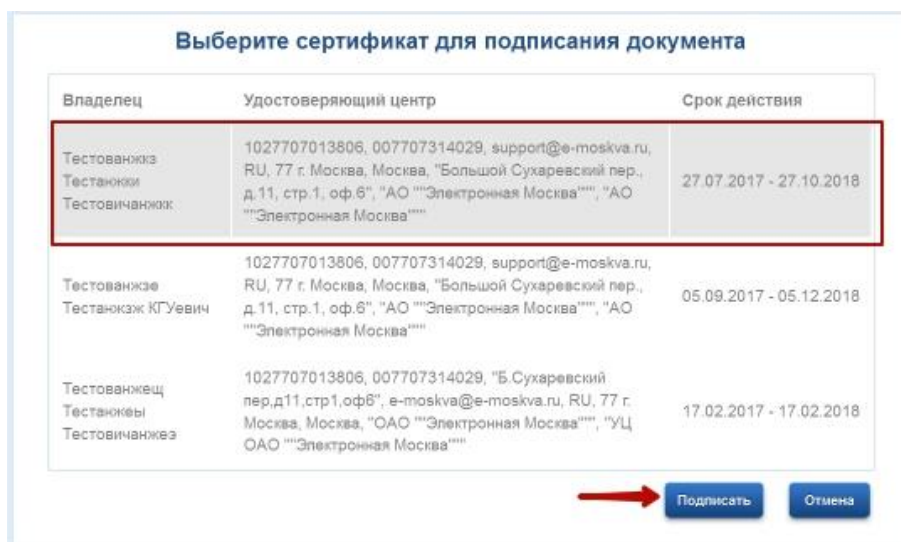 Выберите сертификат для подписания документа
Владелец Удостоверяющий центр Срок действия
Тестованжкз
Тестанжки
Тестовичанжкк
1027707013806, 007707314029, support@e-moskva.ru,
RU, 77 г. Москва, Москва, "Большой Сухаревский пер.,
д.11, стр.1, оф.6", "АО ""Электронная Москва""", "АО
""Электронная Москва"""
27.07.2017 - 27.10.2018
Тестованжзе
Тестанжзж КГУевич
1027707013806, 007707314029, support@e-moskva.ru,
RU, 77 г. Москва, Москва, "Большой Сухаревский пер.,
д.11, стр.1, оф.6", "АО ""Электронная Москва""", "АО
""Электронная Москва"""
05.09.2017 - 05.12.2018
Тестованжещ
Тестанжеы
Тестовичанжеэ
1027707013806, 007707314029, "Б.Сухаревский
пер,д11,стр1,оф6", e-moskva@e-moskva.ru, RU, 77 г.
Москва, Москва, "ОАО ""Электронная Москва""", "УЦ
ОАО ""Электронная Москва"""
17.02.2017 - 17.02.2018
Подписать Отмена